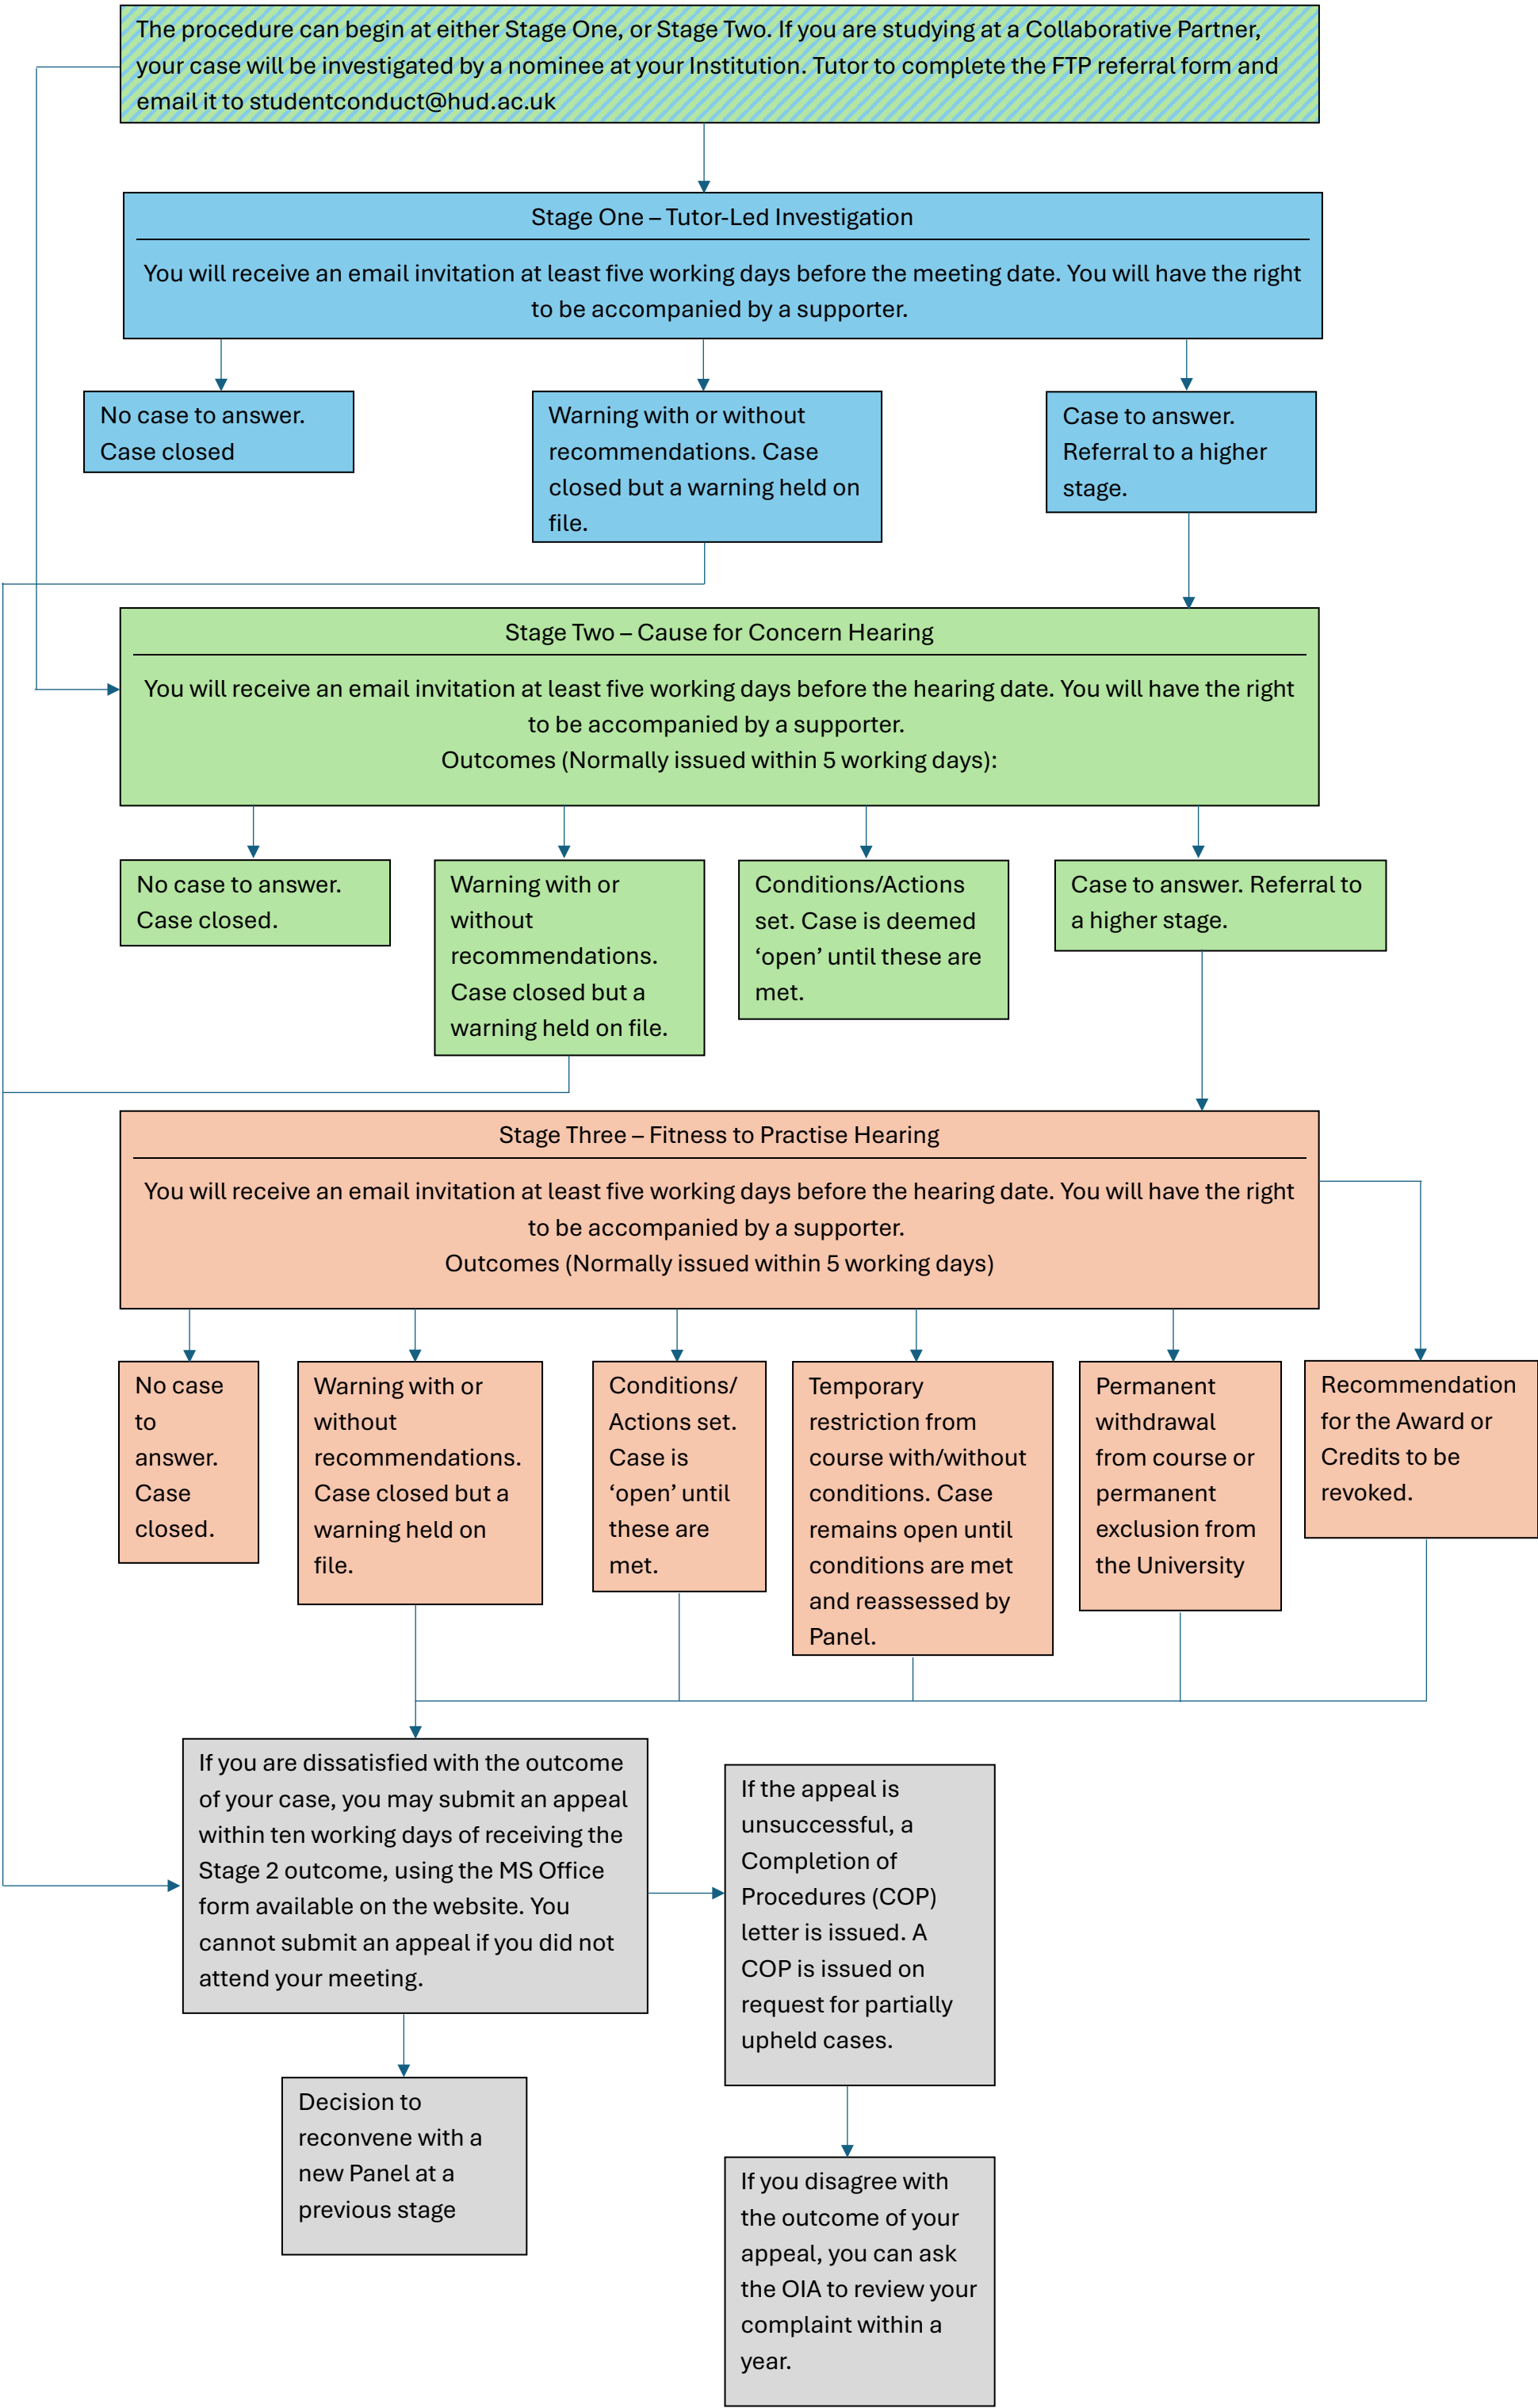 The procedure can begin at either Stage One, or Stage Two. If you are studying at a Collaborative Partner,
your case will be investigated by a nominee at your Institution. Tutor to complete the FTP referral form and
email it to studentconduct@hud.ac.uk
Stage One – Tutor-Led Investigation
You will receive an email invitation at least five working days before the meeting date. You will have the right
to be accompanied by a supporter.
No case to answer.
Case closed
Warning with or without
recommendations. Case
closed but a warning held on
file.
Case to answer.
Referral to a higher
stage.
Stage Two – Cause for Concern Hearing
You will receive an email invitation at least five working days before the hearing date. You will have the right
to be accompanied by a supporter.
Outcomes (Normally issued within 5 working days):
No case to answer.
Case closed.
Warning with or
without
recommendations.
Case closed but a
warning held on file.
Conditions/Actions
set. Case is deemed
‘open’ until these are
met.
Case to answer. Referral to
a higher stage.
Stage Three – Fitness to Practise Hearing
You will receive an email invitation at least five working days before the hearing date. You will have the right
to be accompanied by a supporter.
Outcomes (Normally issued within 5 working days)
No case
to
answer.
Case
closed.
Warning with or
without
recommendations.
Case closed but a
warning held on
file.
Conditions/
Actions set.
Case is
‘open’ until
these are
met.
Temporary
restriction from
course with/without
conditions. Case
remains open until
conditions are met
and reassessed by
Panel.
Permanent
withdrawal
from course or
permanent
exclusion from
the University
Recommendation
for the Award or
Credits to be
revoked.
If you are dissatisfied with the outcome
of your case, you may submit an appeal
within ten working days of receiving the
Stage 2 outcome, using the MS Office
form available on the website. You
cannot submit an appeal if you did not
attend your meeting.
If the appeal is
unsuccessful, a
Completion of
Procedures (COP)
letter is issued. A
COP is issued on
request for partially
upheld cases.
Decision to
reconvene with a
new Panel at a
previous stage
If you disagree with
the outcome of your
appeal, you can ask
the OIA to review your
complaint within a
year.